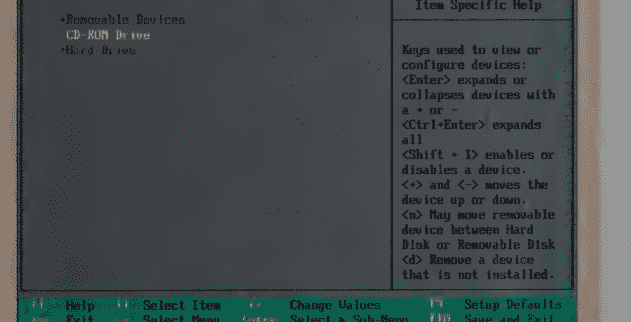 Item Specific Help
+Removable Devices
CD-ROM Drive
+Hard Drive
Keys used to view or
configure devices:
<Enter> expands or
collapses devices with
a + or -
<Ctrl+Enter> expands
all
<Shift + 1> enables or
disables a device.
<+> and <-> moves the
device up or down.
<n> May move removable
device between Hard
Disk or Removable Disk
<d> Remove a device
that is not installed.
Help Select Item Change Values Setup Defaults
Exit Select Menu Select ▶ Sub-Menu F10 Save and Exit